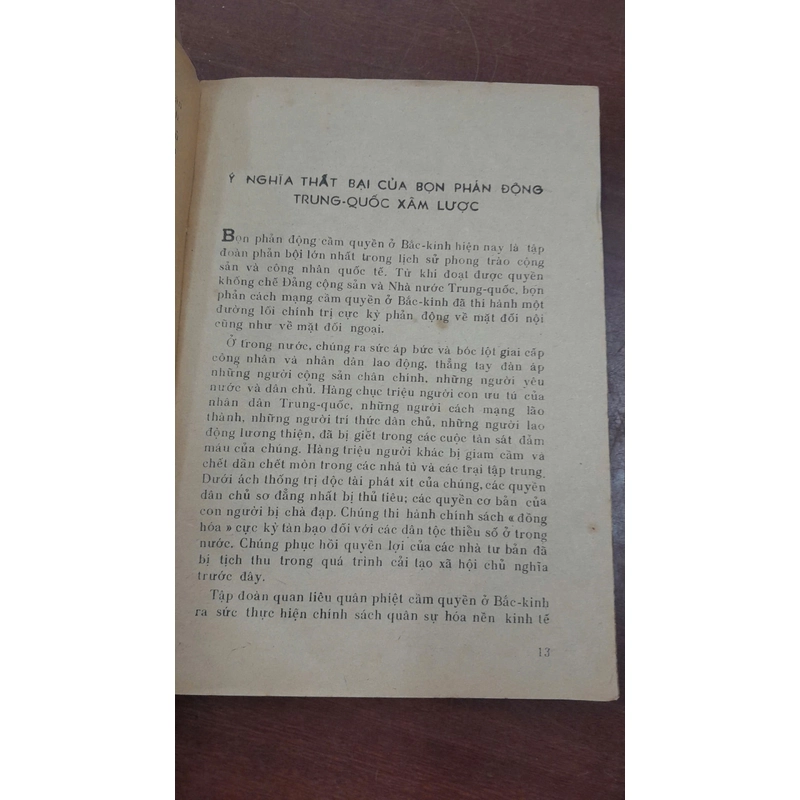 Ý NGHĨA THẤT BẠI CỦA BỌN PHẢN ĐỘNG
TRUNG-QUỐC XÂM LƯỢC
Bọn phản động cầm quyền ở Bắc-kinh hiện nay là tập
đoàn phản bội lớn nhất trong lịch sử phong trào cộng
sản và công nhân quốc tế. Từ khi đoạt được quyền
khống chế Đảng cộng sản và Nhà nước Trung-quốc, bọn
phản cách mạng cầm quyền ở Bắc-kinh đã thi hành một
đường lối chính trị cực kỳ phản động về mặt đối nội
cũng như về mặt đối ngoại.
Ở trong nước, chúng ra sức áp bức và bóc lột giai cấp
công nhân và nhân dân lao động, thẳng tay đàn áp
những người cộng sản chân chính, những người yêu
nước và dân chủ. Hàng chục triệu người con ưu tú của
nhân dân Trung-quốc, những người cách mạng lão
thành, những người trí thức dân chủ, những người lao
động lương thiện, đã bị giết trong các cuộc tàn sát đẫm
máu của chúng. Hàng triệu người khác bị giam cầm và
chết dần chết mòn trong các nhà tù và các trại tập trung.
Dưới ách thống trị độc tài phát xít của chúng, các quyền
dân chủ sơ đẳng nhất bị thủ tiêu; các quyền cơ bản của
con người bị chà đạp. Chúng thi hành chính sách « đồng
hóa » cực kỳ tàn bạo đối với các dân tộc thiểu số ở trong
nước. Chúng phục hồi quyền lợi của các nhà tư bản đã
bị tịch thu trong quá trình cải tạo xã hội chủ nghĩa
trước đây.
Tập đoàn quan liêu quân phiệt cầm quyền ở Bắc-kinh
ra sức thực hiện chính sách quân sự hóa nền kinh tế
13